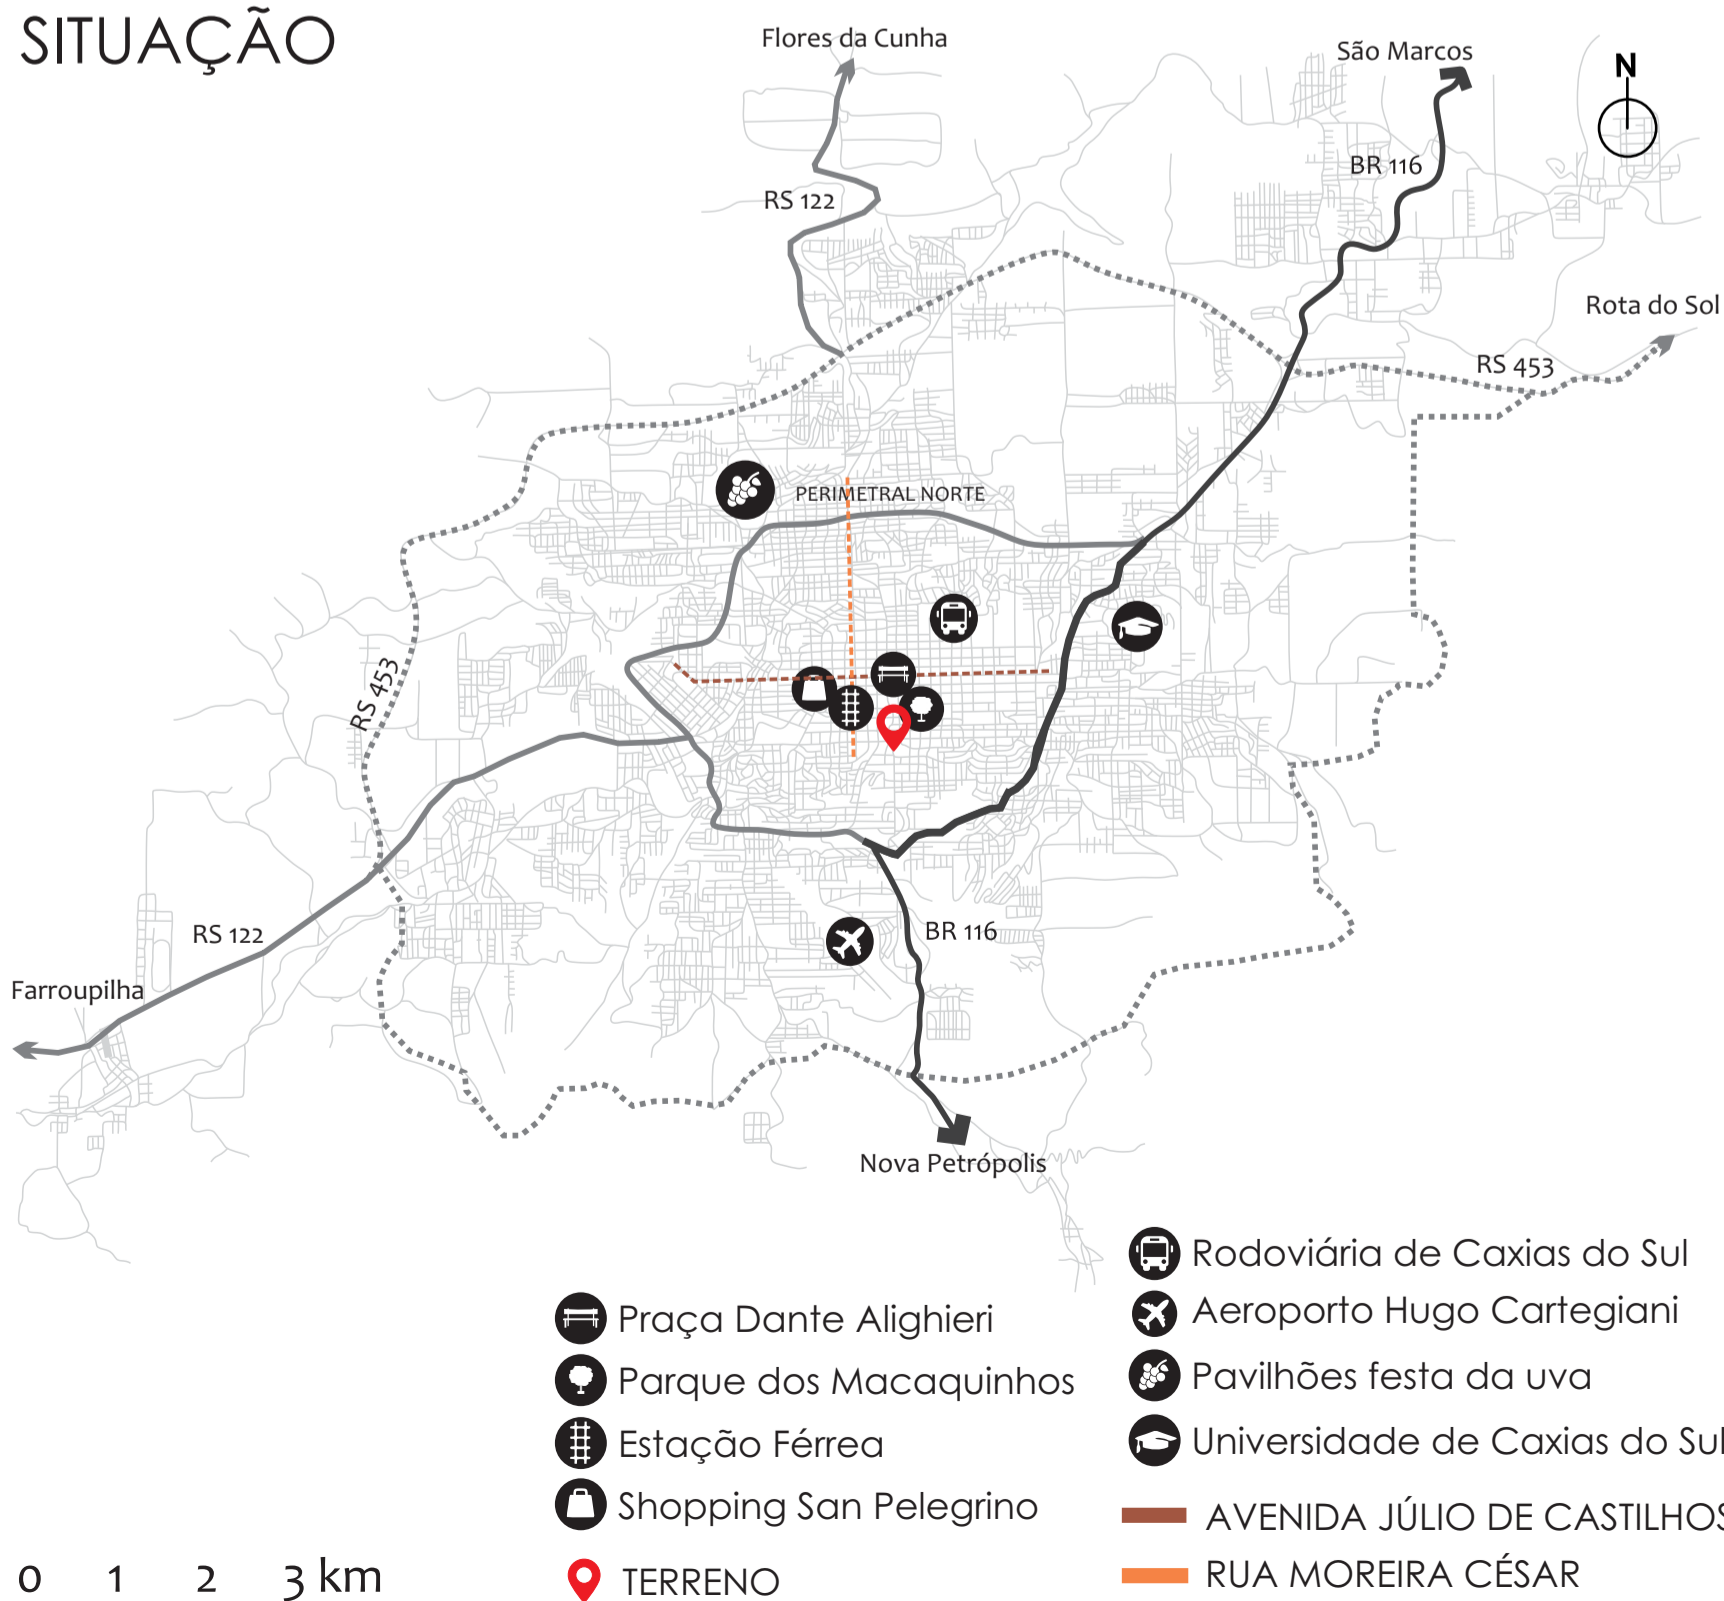 SITUAÇÃO
Flores da Cunha
São Marcos
N
BR 116
RS 122
Rota do Sol
RS 453
PERIMETRAL NORTE
RS 453
RS 122
BR 116
Farroupilha
Nova Petrópolis
Praça Dante Alighieri
Parque dos Macaquinhos
Estação Férrea
Shopping San Pelegrino
TERRENO
Rodoviária de Caxias do Sul
Aeroporto Hugo Cartegiani
Pavilhões festa da uva
Universidade de Caxias do Sul
AVENIDA JÚLIO DE CASTILHOS
RUA MOREIRA CÉSAR
0 1 2 3 km